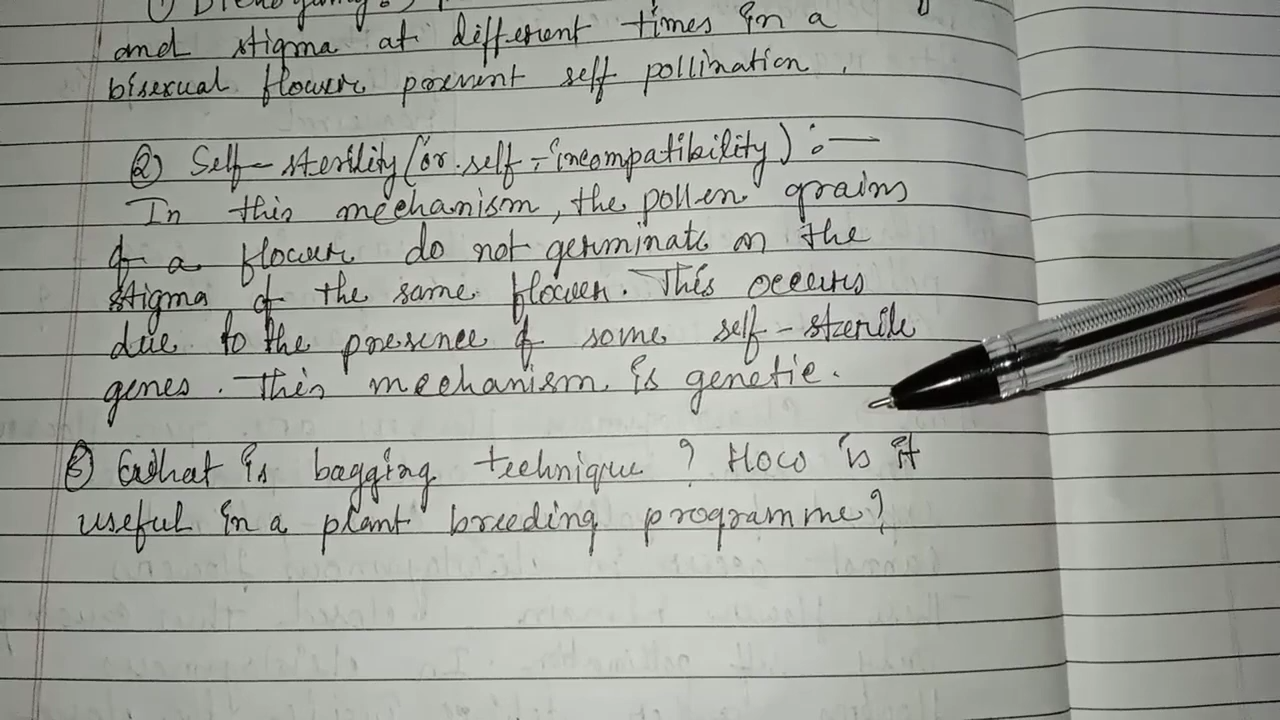 and stigma at different times in a
bisexual flower prevent self pollination.
② Self-sterility (or self-incompatibility) :—
In this mechanism, the pollen grains
of a flower do not germinate on the
stigma of the same flower. This occurs
due to the presence of some self-sterile
genes. This mechanism is genetic.
What is bagging technique? How is it
useful in a plant breeding programme?